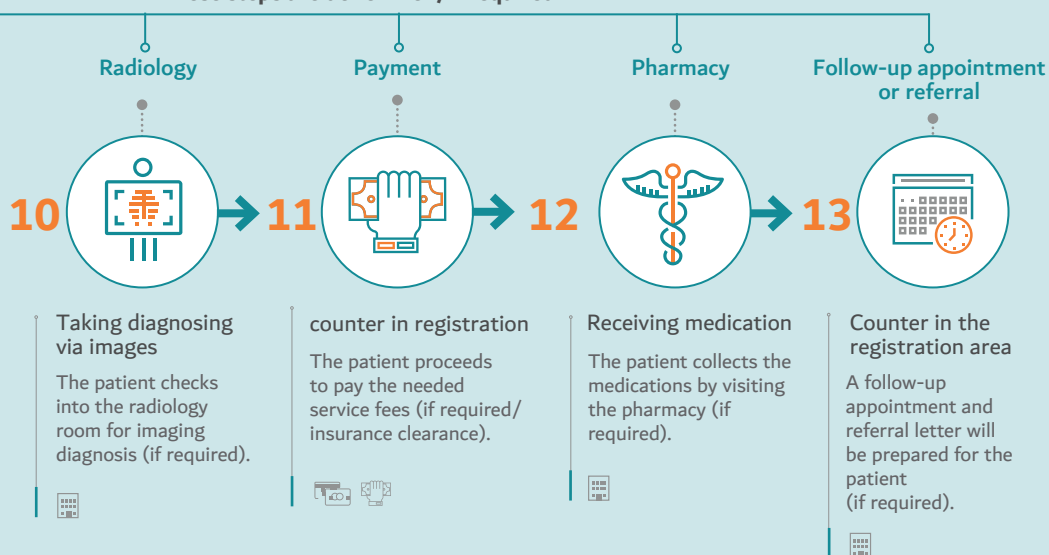 Radiology
Payment
Pharmacy
Follow-up appointment
or referral
10
11
12
13
Taking diagnosing
via images
The patient checks
into the radiology
room for imaging
diagnosis (if required).
counter in registration
The patient proceeds
to pay the needed
service fees (if required/
insurance clearance).
Receiving medication
The patient collects the
medications by visiting
the pharmacy (if
required).
Counter in the
registration area
A follow-up
appointment and
referral letter will
be prepared for the
patient
(if required).